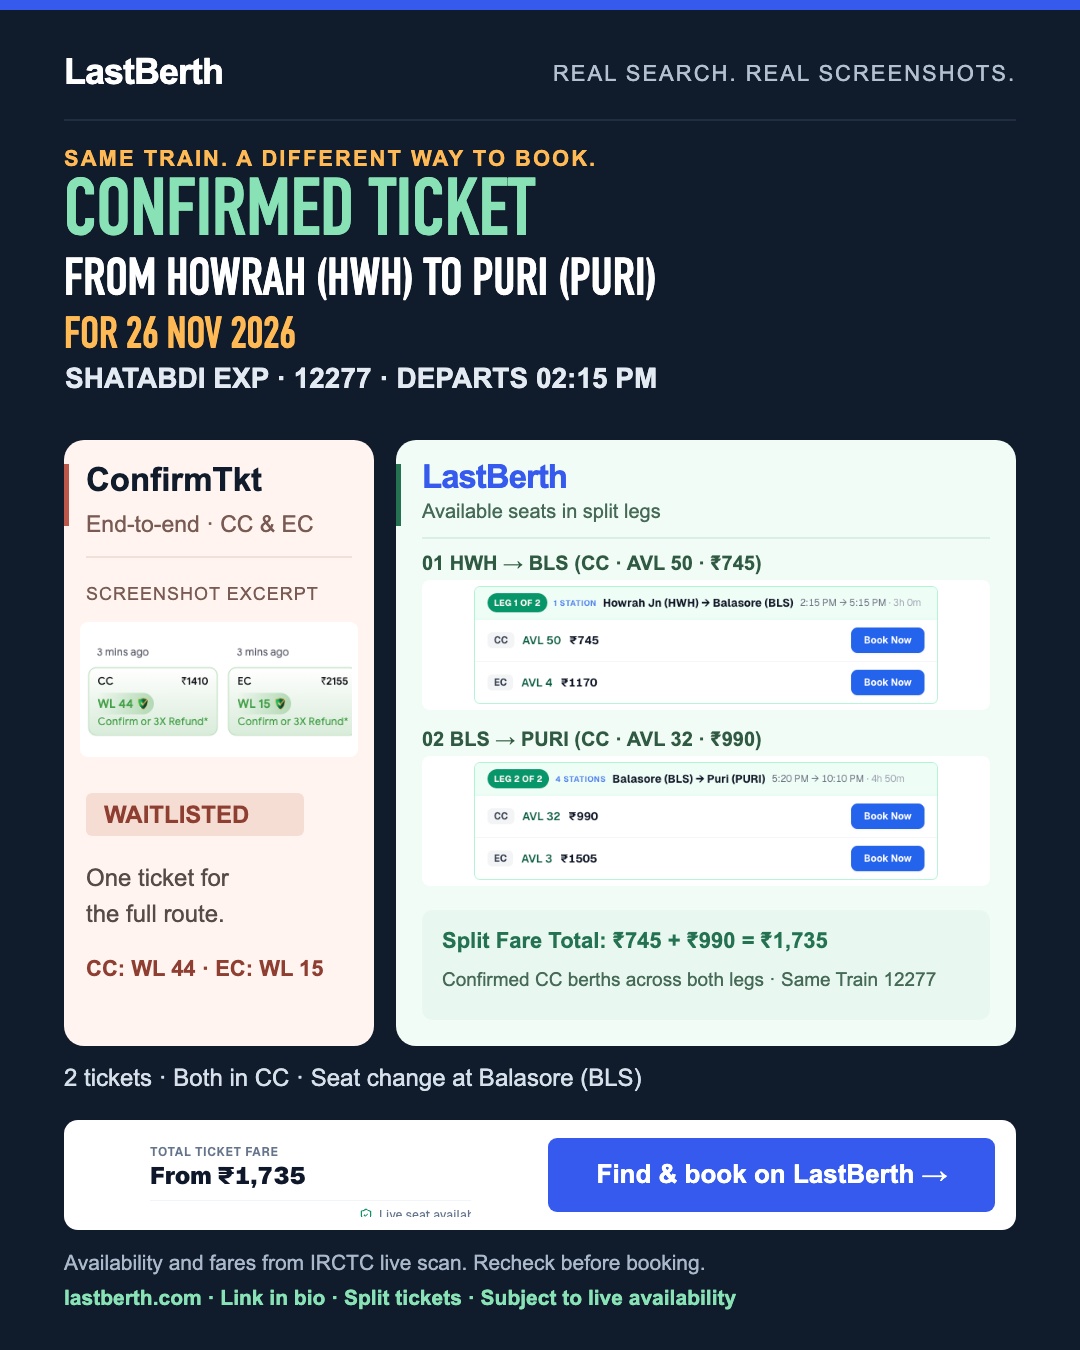 LastBerth
REAL SEARCH. REAL SCREENSHOTS.
SAME TRAIN. A DIFFERENT WAY TO BOOK.
CONFIRMED TICKET
FROM HOWRAH (HWH) TO PURI (PURI)
FOR 26 NOV 2026
SHATABDI EXP · 12277 · DEPARTS 02:15 PM
ConfirmTkt
End-to-end · CC & EC
SCREENSHOT EXCERPT
3 mins ago
CC ₹1410
WL 44
Confirm or 3X Refund*
3 mins ago
EC ₹2155
WL 15
Confirm or 3X Refund*
WAITLISTED
One ticket for
the full route.
CC: WL 44 · EC: WL 15
LastBerth
Available seats in split legs
01 HWH → BLS (CC · AVL 50 · ₹745)
LEG 1 OF 2 1 STATION Howrah Jn (HWH) → Balasore (BLS) 2:15 PM → 5:15 PM · 3h 0m
CC AVL 50 ₹745 Book Now
EC AVL 4 ₹1170 Book Now
02 BLS → PURI (CC · AVL 32 · ₹990)
LEG 2 OF 2 4 STATIONS Balasore (BLS) → Puri (PURI) 5:20 PM → 10:10 PM · 4h 50m
CC AVL 32 ₹990 Book Now
EC AVL 3 ₹1505 Book Now
Split Fare Total: ₹745 + ₹990 = ₹1,735
Confirmed CC berths across both legs · Same Train 12277
2 tickets · Both in CC · Seat change at Balasore (BLS)
TOTAL TICKET FARE
From ₹1,735
Live seat
Find & book on LastBerth →
Availability and fares from IRCTC live scan. Recheck before booking.
lastberth.com · Link in bio · Split tickets · Subject to live availability